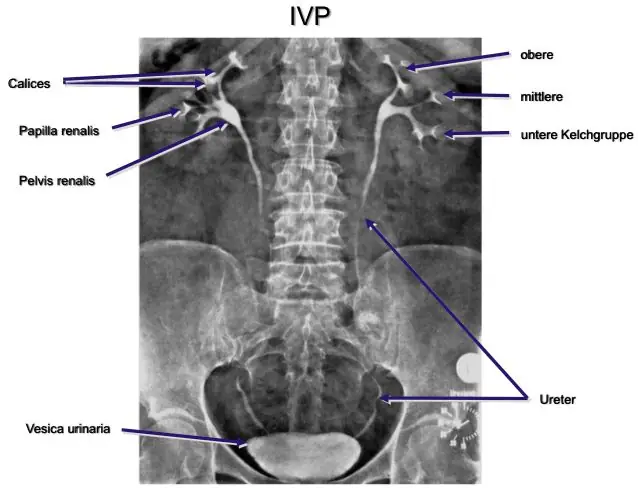 IVP
obere
Calices
mittlere
Papilla renalis
untere Kelchgruppe
Pelvis renalis
Ureter
Vesica urinaria